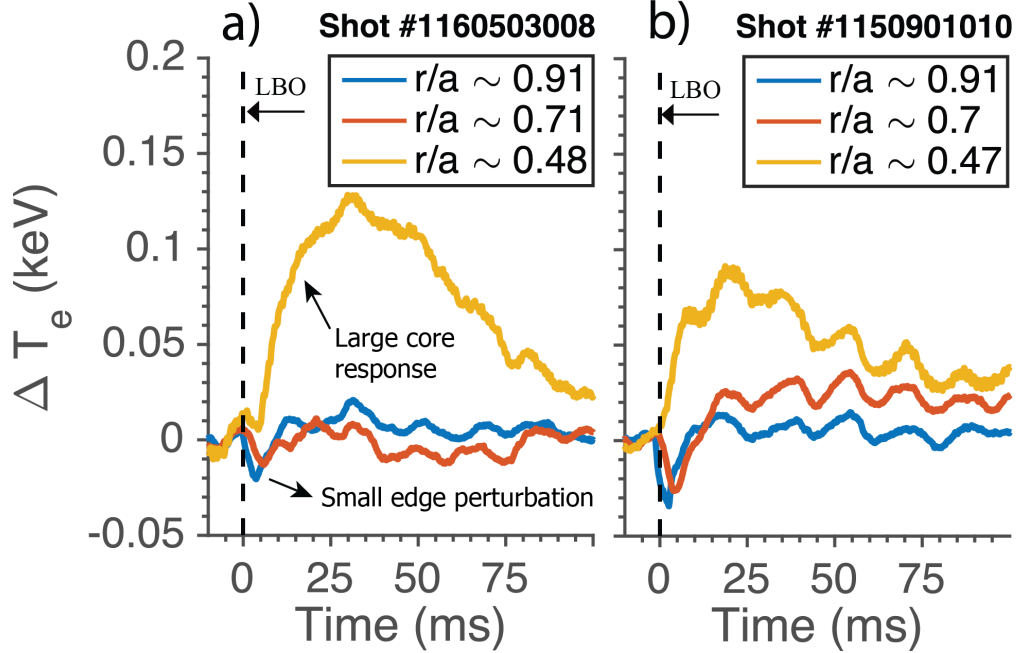 a)
Shot #1160503008
b)
Shot #1150901010
LBO
r/a ~ 0.91
r/a ~ 0.71
r/a ~ 0.48
LBO
r/a ~ 0.91
r/a ~ 0.7
r/a ~ 0.47
0.2
0.15
0.1
0.05
0
-0.05
Δ Te (keV)
Large core
response
Small edge perturbation
0 25 50 75
0 25 50 75
Time (ms)
Time (ms)